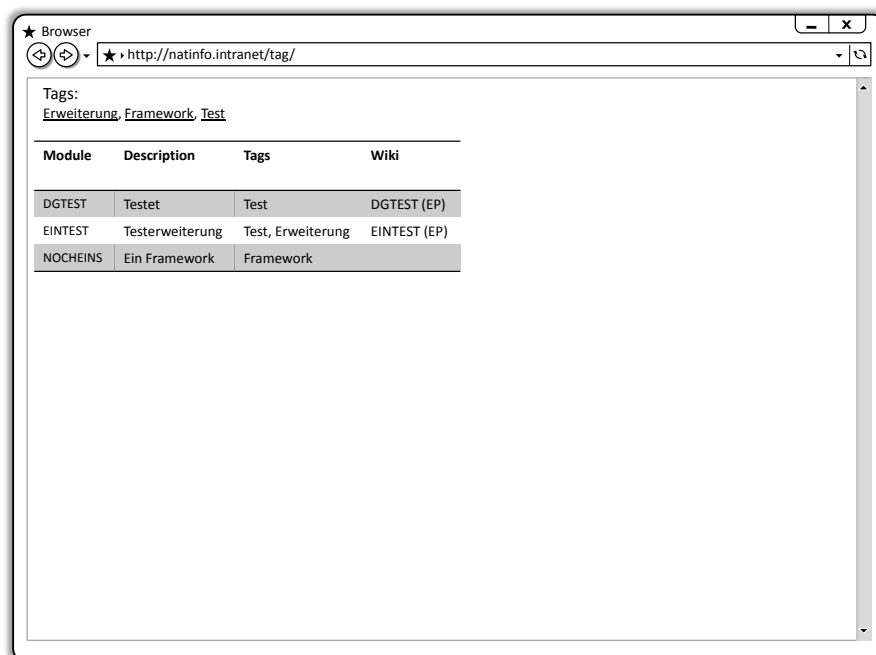 Browser
http://natinfo.intranet/tag/
Tags:
Erweiterung, Framework, Test
Module Description Tags Wiki
DGTEST Testet Test DGTEST (EP)
EINTEST Testerweiterung Test, Erweiterung EINTEST (EP)
NOCHEINS Ein Framework Framework